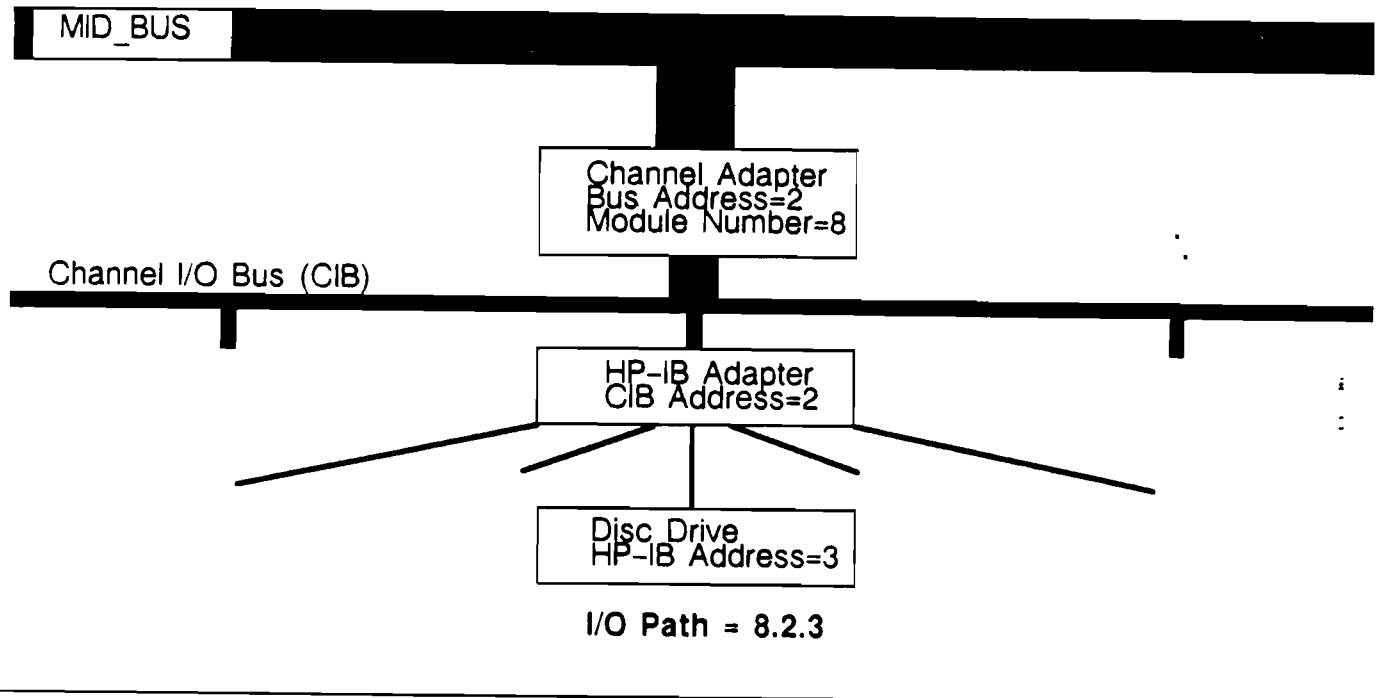 MID_BUS
Channel Adapter
Bus Address=2
Module Number=8
Channel I/O Bus (CIB)
HP-IB Adapter
CIB Address=2
Disc Drive
HP-IB Address=3
I/O Path = 8.2.3